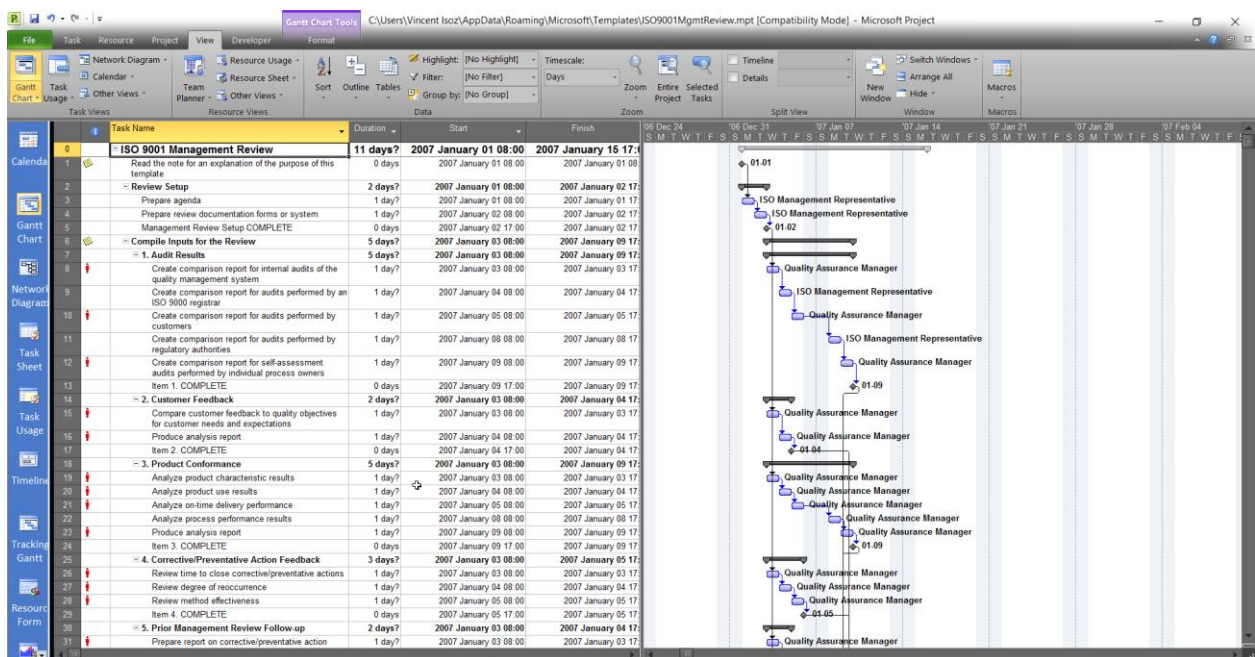 Gantt Chart Tools
C:\Users\Vincent Isoz\AppData\Roaming\Microsoft\Templates\ISO9001MgmtReview.mpt [Compatibility Mode] - Microsoft Project
File Task Resource Project View Developer Format
Network Diagram Resource Usage Highlight: [No Highlight] Timescale: Timeline Switch Windows
Calendar Resource Sheet Filter: [No Filter] Days Details Arrange All
Gantt Chart Task Usage Other Views Team Planner Other Views Sort Outline Tables Group by: [No Group] Zoom Entire Project Selected Tasks New Window Hide Macros
Task Views Resource Views Data Zoom Split View Window Macros
Task Name Duration Start Finish '06 Dec 24 '06 Dec 31 '07 Jan 07 '07 Jan 14 '07 Jan 21 '07 Jan 28 '07 Feb 04
S M T W T F S S M T W T F S S M T W T F S S M T W T F S S M T W T F S S M T W T F S S M T W T F
0 ISO 9001 Management Review 11 days? 2007 January 01 08:00 2007 January 15 17:
1 Read the note for an explanation of the purpose of this 0 days 2007 January 01 08:00 2007 January 01 08: 01-01
template
2 Review Setup 2 days? 2007 January 01 08:00 2007 January 02 17:
3 Prepare agenda 1 day? 2007 January 01 08:00 2007 January 01 17: ISO Management Representative
4 Prepare review documentation forms or system 1 day? 2007 January 02 08:00 2007 January 02 17: ISO Management Representative
5 Management Review Setup COMPLETE 0 days 2007 January 02 17:00 2007 January 02 17: 01-02
6 Compile Inputs for the Review 5 days? 2007 January 03 08:00 2007 January 09 17:
7 1. Audit Results 5 days? 2007 January 03 08:00 2007 January 09 17:
8 Create comparison report for internal audits of the 1 day? 2007 January 03 08:00 2007 January 03 17: Quality Assurance Manager
quality management system
9 Create comparison report for audits performed by an 1 day? 2007 January 04 08:00 2007 January 04 17: ISO Management Representative
ISO 9000 registrar
10 Create comparison report for audits performed by 1 day? 2007 January 05 08:00 2007 January 05 17: Quality Assurance Manager
customers
11 Create comparison report for audits performed by 1 day? 2007 January 08 08:00 2007 January 08 17: ISO Management Representative
regulatory authorities
12 Create comparison report for self-assessment 1 day? 2007 January 09 08:00 2007 January 09 17: Quality Assurance Manager
audits performed by individual process owners
13 Item 1. COMPLETE 0 days 2007 January 09 17:00 2007 January 09 17: 01-09
14 2. Customer Feedback 2 days? 2007 January 03 08:00 2007 January 04 17:
15 Compare customer feedback to quality objectives 1 day? 2007 January 03 08:00 2007 January 03 17: Quality Assurance Manager
for customer needs and expectations
16 Produce analysis report 1 day? 2007 January 04 08:00 2007 January 04 17: Quality Assurance Manager
17 Item 2. COMPLETE 0 days 2007 January 04 17:00 2007 January 04 17: 01-04
18 3. Product Conformance 5 days? 2007 January 03 08:00 2007 January 09 17:
19 Analyze product characteristic results 1 day? 2007 January 03 08:00 2007 January 03 17: Quality Assurance Manager
20 Analyze product use results 1 day? 2007 January 04 08:00 2007 January 04 17: Quality Assurance Manager
21 Analyze on-time delivery performance 1 day? 2007 January 05 08:00 2007 January 05 17: Quality Assurance Manager
22 Analyze process performance results 1 day? 2007 January 08 08:00 2007 January 08 17: Quality Assurance Manager
23 Produce analysis report 1 day? 2007 January 09 08:00 2007 January 09 17: Quality Assurance Manager
24 Item 3. COMPLETE 0 days 2007 January 09 17:00 2007 January 09 17: 01-09
25 4. Corrective/Preventative Action Feedback 3 days? 2007 January 03 08:00 2007 January 05 17:
26 Review time to close corrective/preventative actions 1 day? 2007 January 03 08:00 2007 January 03 17: Quality Assurance Manager
27 Review degree of reoccurrence 1 day? 2007 January 04 08:00 2007 January 04 17: Quality Assurance Manager
28 Review method effectiveness 1 day? 2007 January 05 08:00 2007 January 05 17: Quality Assurance Manager
29 Item 4. COMPLETE 0 days 2007 January 05 17:00 2007 January 05 17: 01-05
30 5. Prior Management Review Follow-up 2 days? 2007 January 03 08:00 2007 January 04 17:
31 Prepare report on corrective/preventative action 1 day? 2007 January 03 08:00 2007 January 03 17: Quality Assurance Manager
Calenda
Gantt
Chart
Network
Diagram
Task
Sheet
Task
Usage
Timeline
Tracking
Gantt
Resourc
Form